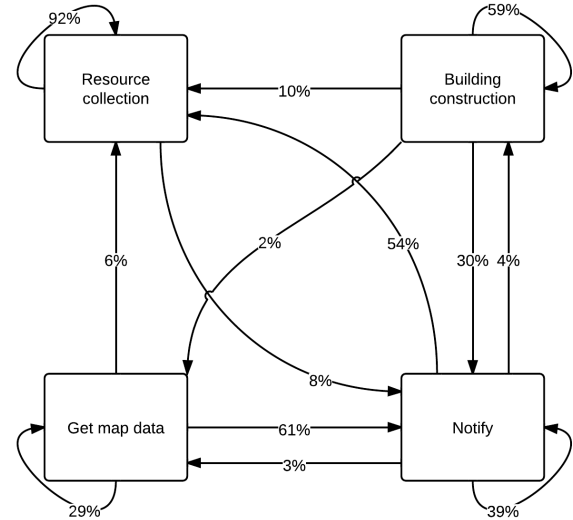 92%
59%
Resource
collection
Building
construction
10%
2%
54%
6%
30%
4%
8%
Get map data
61%
Notify
3%
29%
39%